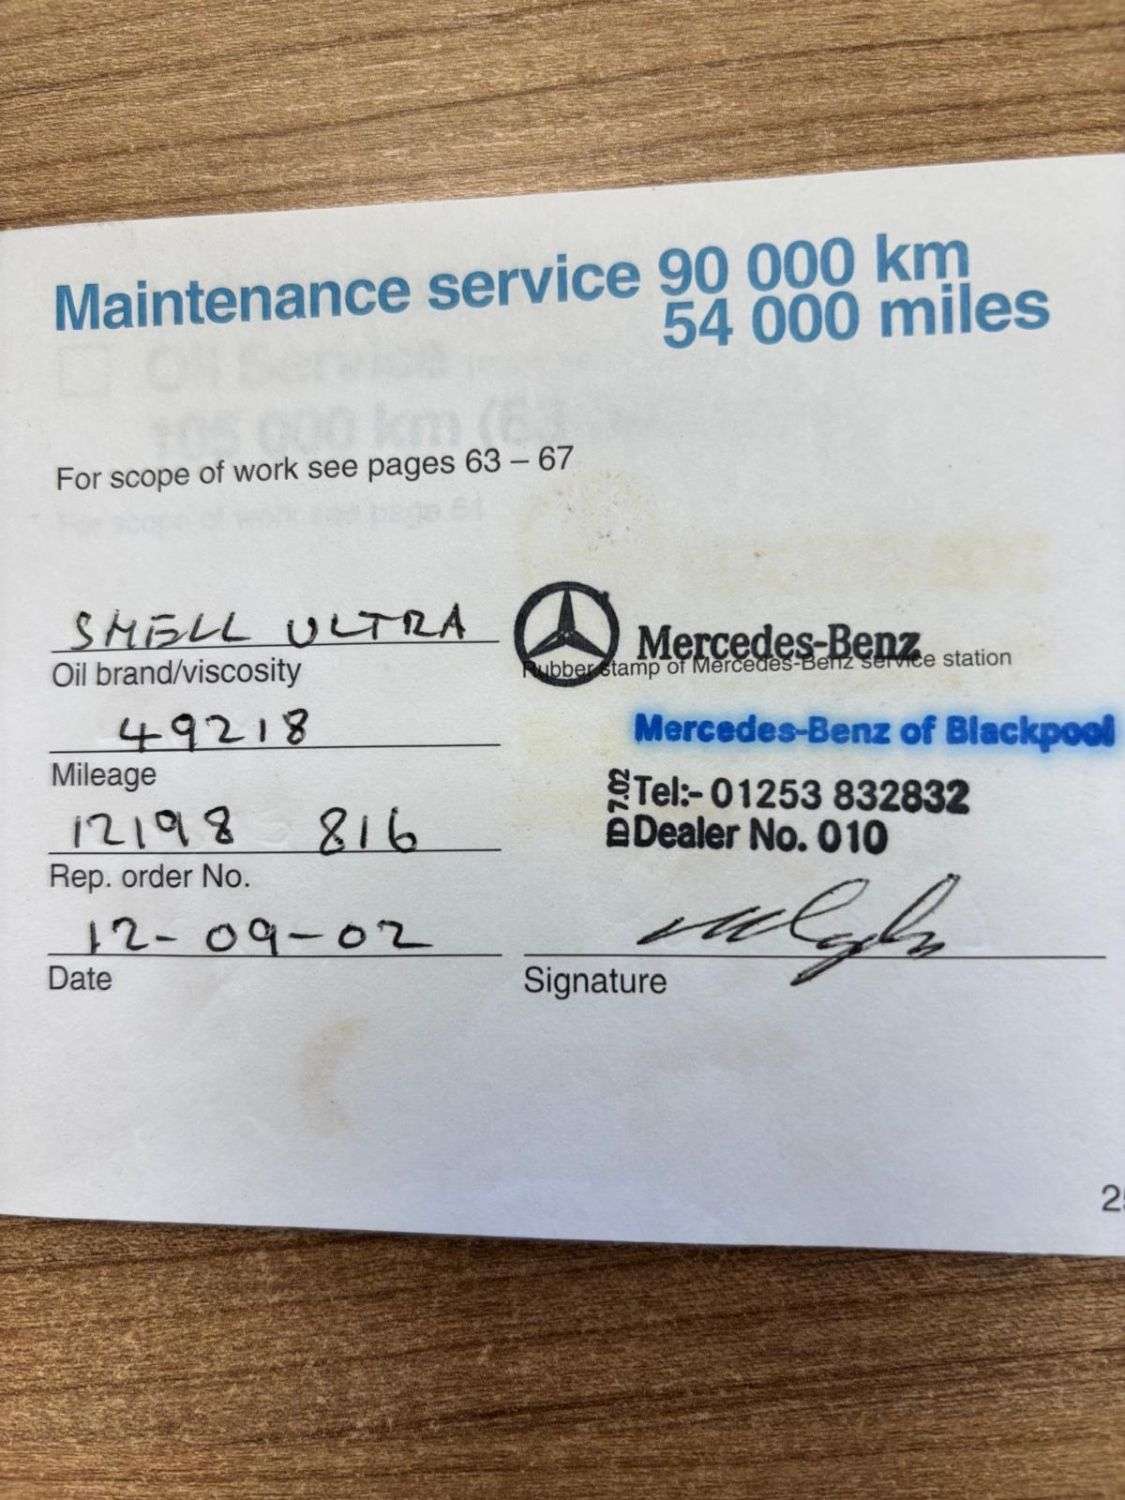 Maintenance service 90 000 km
54 000 miles
For scope of work see pages 63 – 67
SHELL ULTRA
Oil brand/viscosity
Mercedes-Benz
Rubber stamp of Mercedes-Benz service station
49218
Mileage
Mercedes-Benz of Blackpool
Tel:- 01253 832832
Dealer No. 010
12198 816
Rep. order No.
12-09-02
Date
Signature